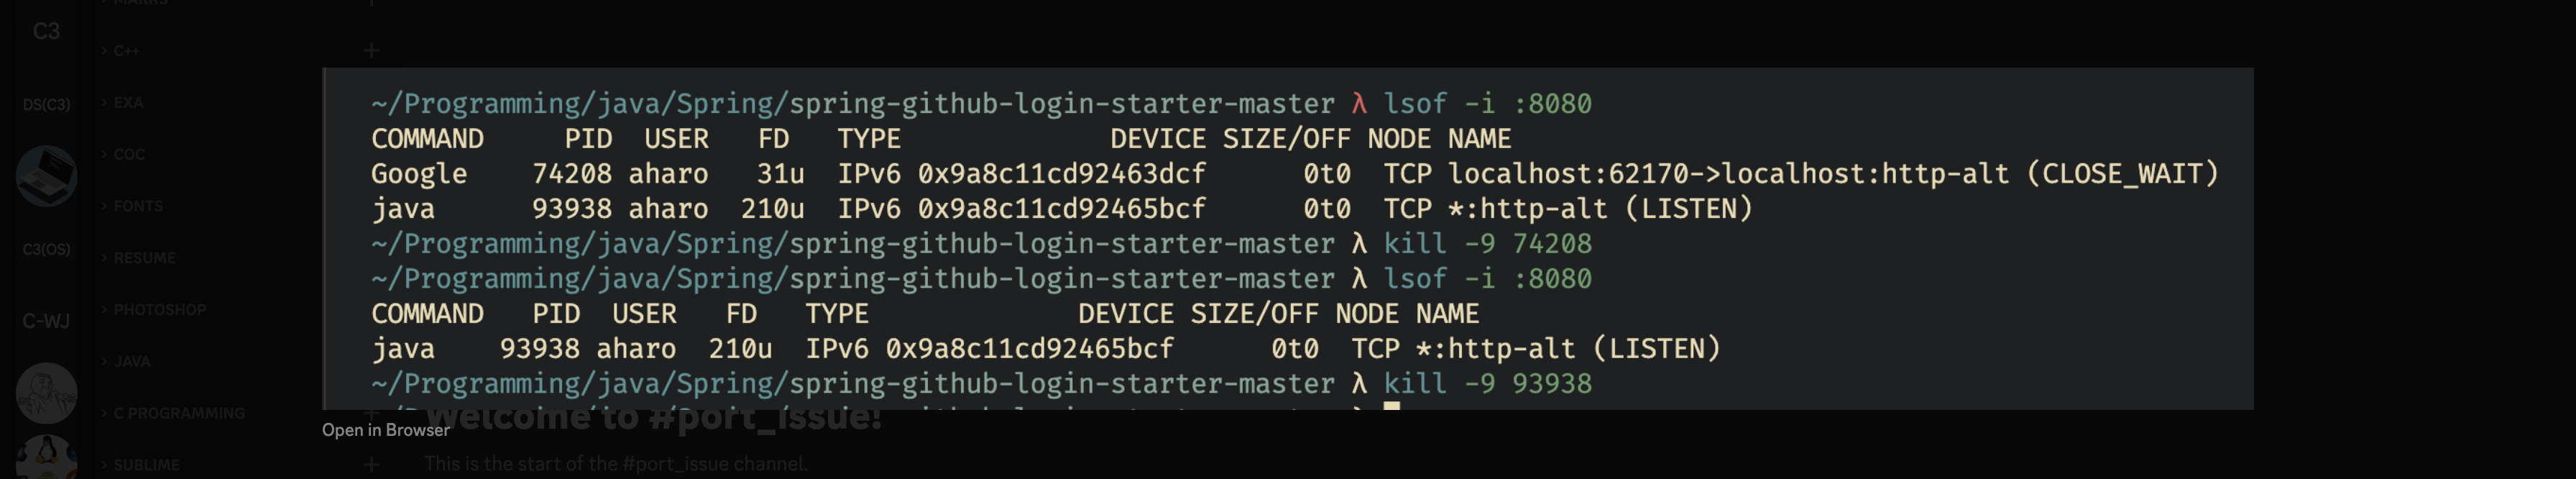 MARKS
C3
> C++ +
DS(C3)
> EXA
> COC
> FONTS
C3(OS)
> RESUME
> PHOTOSHOP
C-WJ
> JAVA
> C PROGRAMMING +
> SUBLIME +
~/Programming/java/Spring/spring-github-login-starter-master λ lsof -i :8080
COMMAND PID USER FD TYPE DEVICE SIZE/OFF NODE NAME
Google 74208 aharo 31u IPv6 0x9a8c11cd92463dcf 0t0 TCP localhost:62170->localhost:http-alt (CLOSE_WAIT)
java 93938 aharo 210u IPv6 0x9a8c11cd92465bcf 0t0 TCP *:http-alt (LISTEN)
~/Programming/java/Spring/spring-github-login-starter-master λ kill -9 74208
~/Programming/java/Spring/spring-github-login-starter-master λ lsof -i :8080
COMMAND PID USER FD TYPE DEVICE SIZE/OFF NODE NAME
java 93938 aharo 210u IPv6 0x9a8c11cd92465bcf 0t0 TCP *:http-alt (LISTEN)
~/Programming/java/Spring/spring-github-login-starter-master λ kill -9 93938
Open in Browser
Welcome to #port_issue!
This is the start of the #port_issue channel.